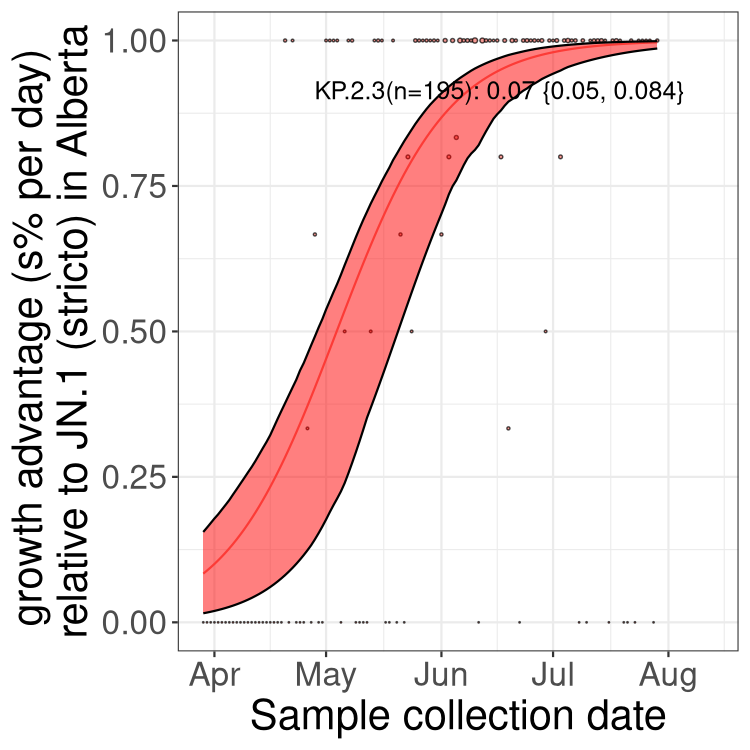 growth advantage (s% per day)
relative to JN.1 (stricto) in Alberta
1.00
0.75
0.50
0.25
0.00
KP.2.3(n=195): 0.07 {0.05, 0.084}
Apr May Jun Jul Aug
Sample collection date